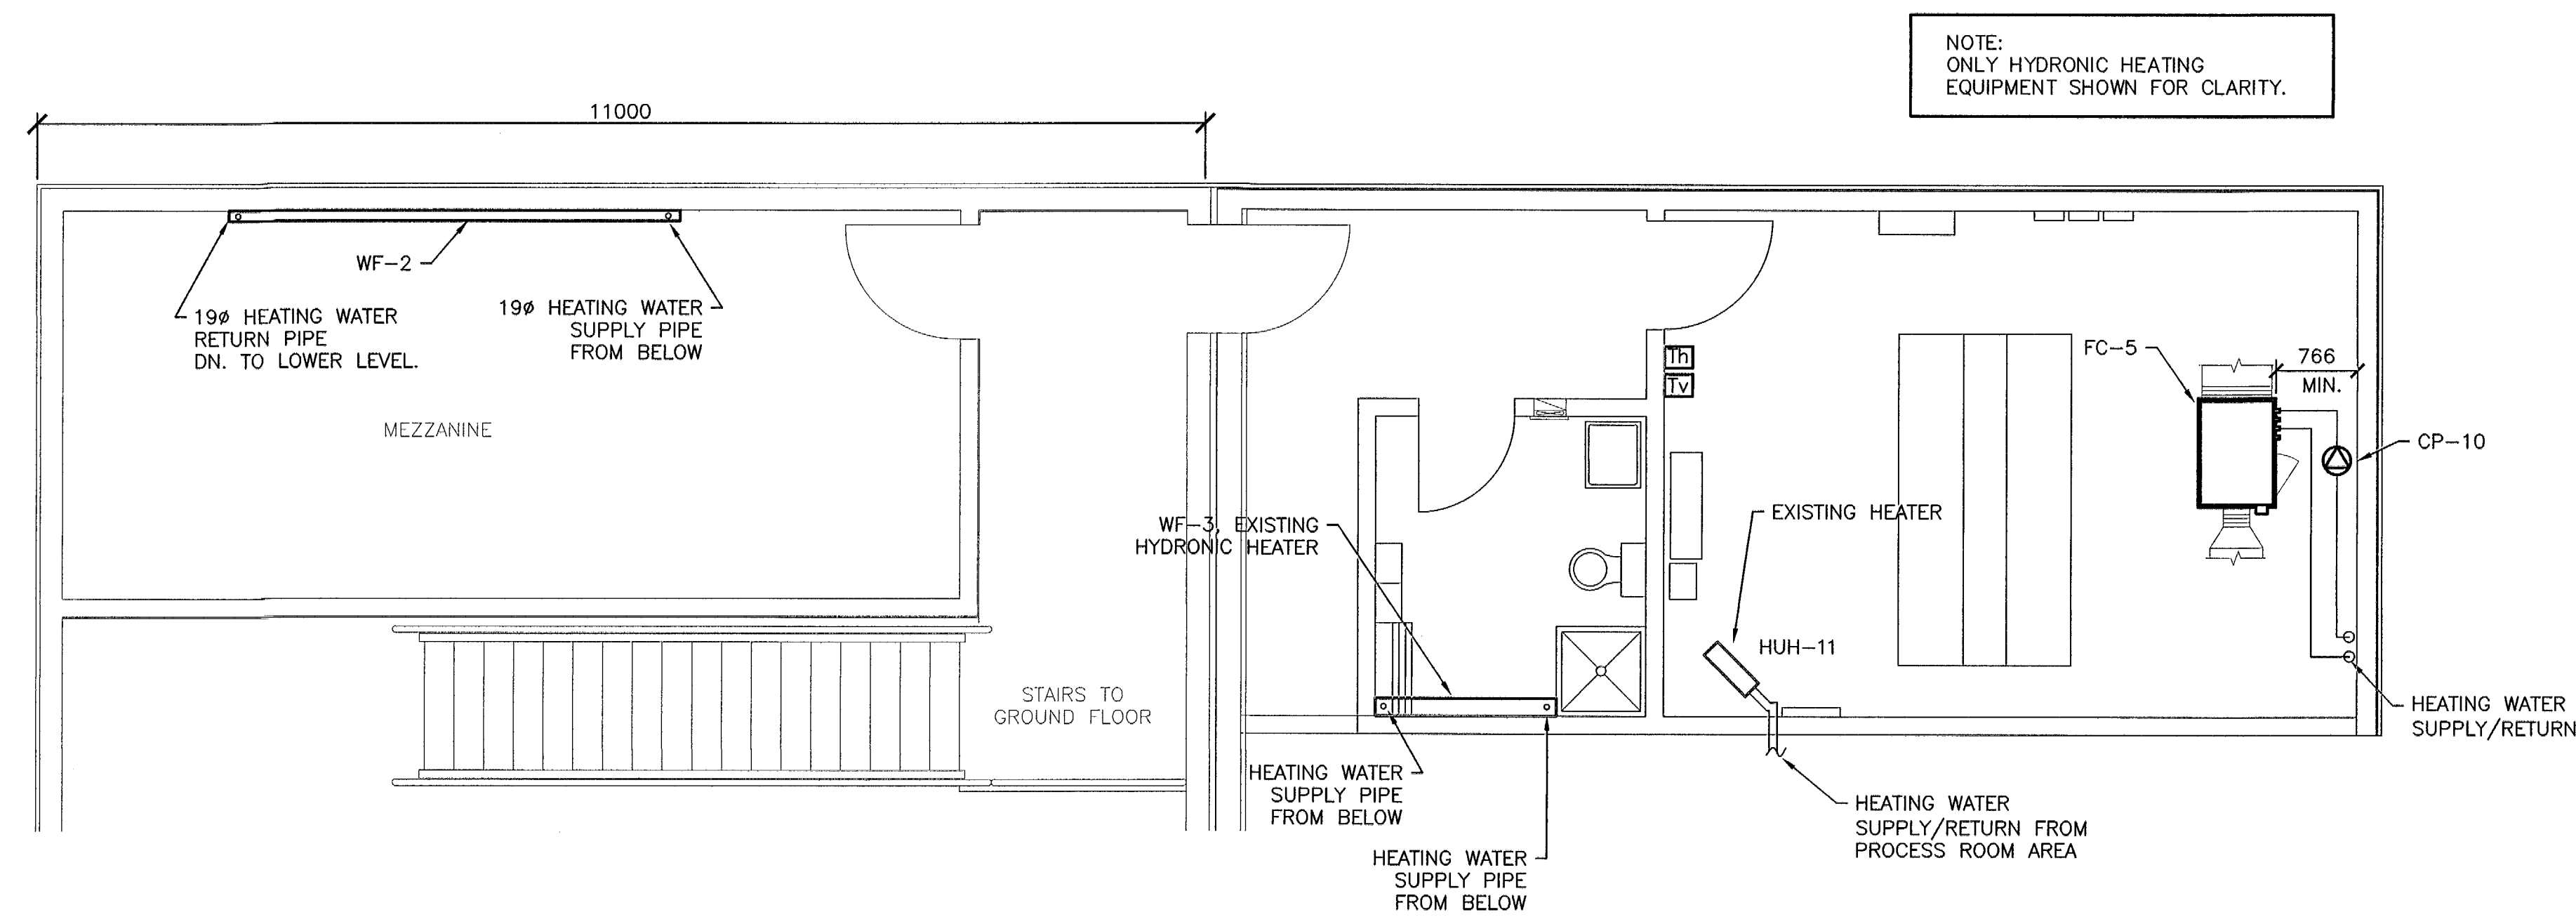 NOTE:
ONLY HYDRONIC HEATING
EQUIPMENT SHOWN FOR CLARITY.
11000
WF-2
19ø HEATING WATER
RETURN PIPE
DN. TO LOWER LEVEL.
19ø HEATING WATER
SUPPLY PIPE
FROM BELOW
MEZZANINE
STAIRS TO
GROUND FLOOR
WF-3, EXISTING
HYDRONIC HEATER
HEATING WATER
SUPPLY PIPE
FROM BELOW
HEATING WATER
SUPPLY PIPE
FROM BELOW
Th
Tv
EXISTING HEATER
HUH-11
HEATING WATER
SUPPLY/RETURN FROM
PROCESS ROOM AREA
FC-5
766
MIN.
CP-10
HEATING WATER
SUPPLY/RETURN